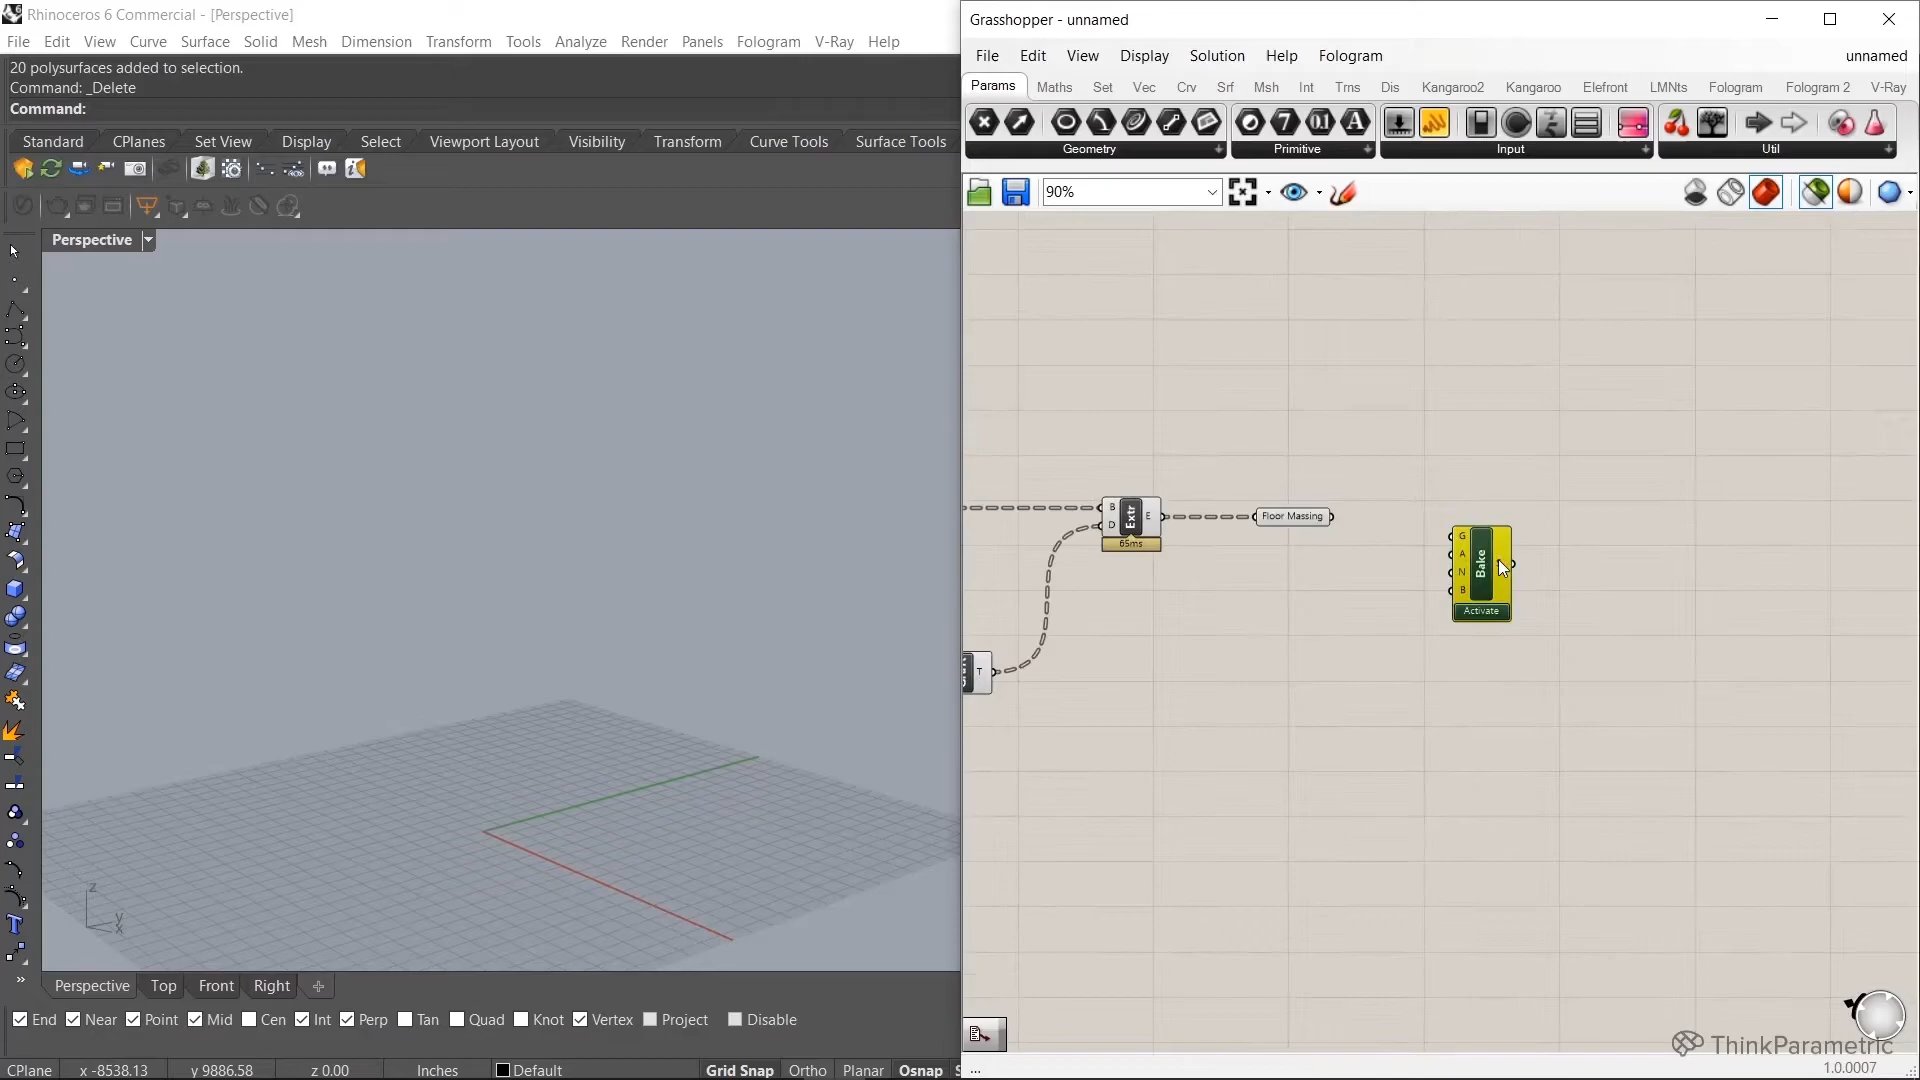 Rhinoceros 6 Commercial - [Perspective]
File Edit View Curve Surface Solid Mesh Dimension Transform Tools Analyze Render Panels Fologram V-Ray Help
20 polysurfaces added to selection.
Command: _Delete
Command:
Standard CPlanes Set View Display Select Viewport Layout Visibility Transform Curve Tools Surface Tools
Perspective
z
y
x
Perspective Top Front Right
End Near Point Mid Cen Int Perp Tan Quad Knot Vertex Project Disable
CPlane x -8538.13 y 9886.58 z 0.00 Inches Default Grid Snap Ortho Planar Osnap S
Grasshopper - unnamed
File Edit View Display Solution Help Fologram unnamed
Params Maths Set Vec Crv Srf Msh Int Trns Dis Kangaroo2 Kangaroo Elefront LMNts Fologram Fologram 2 V-Ray
Geometry Primitive Input Util
90%
B
D
Extr
E
65ms
Floor Massing
T
G
A
N
B
Bake
Activate
ThinkParametric
...
1.0.0007